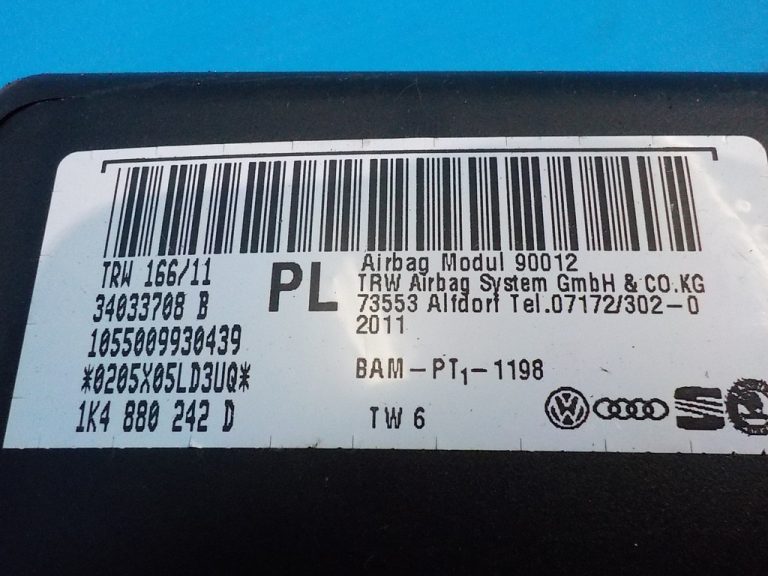 TRW 166/11
34033708 B
1055009930439
*0205X05LD3UQ*
1K4 880 242 D
PL
Airbag Modul 90012
TRW Airbag System GmbH & CO.KG
73553 Alfdorf Tel.07172/302-0
2011
BAM-PT1-1198
TW 6